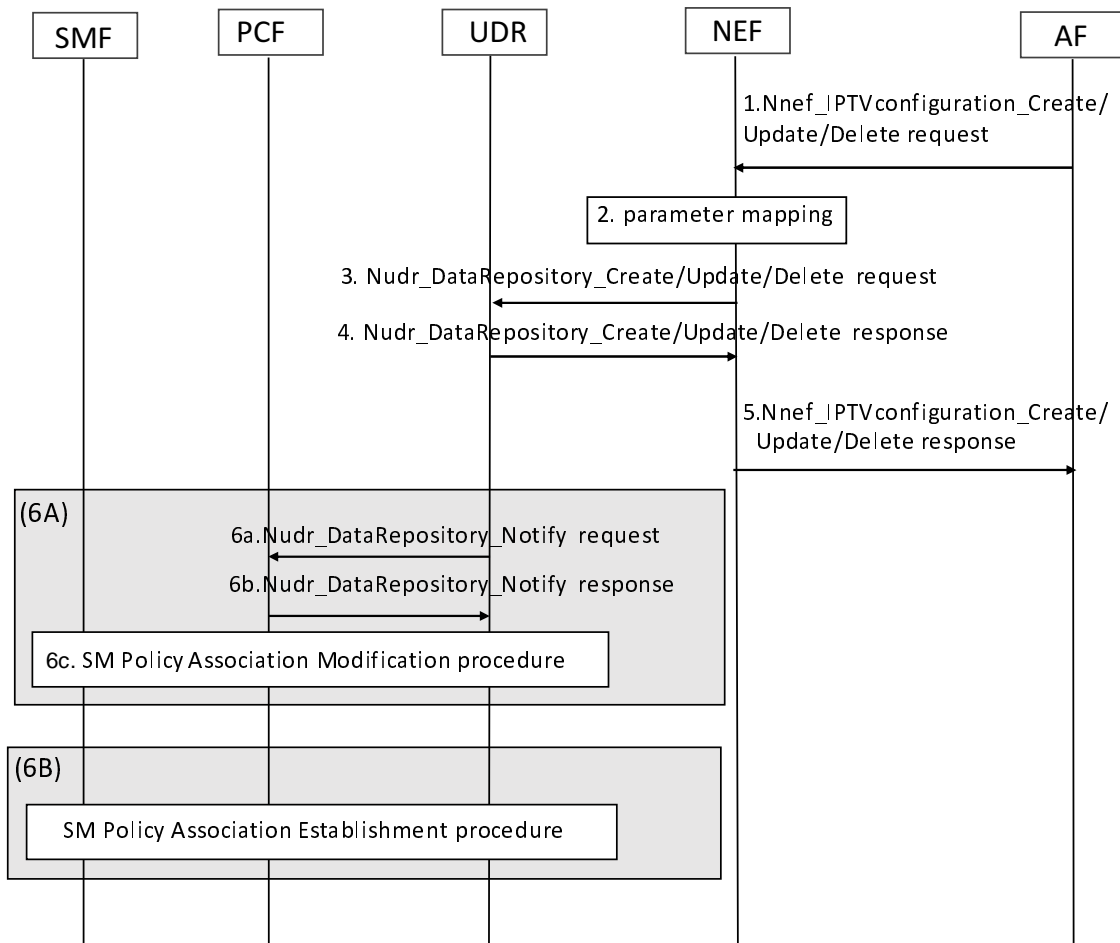 SMF
PCF
UDR
NEF
AF
1.Nnef_IPTVconfiguration_Create/
Update/Delete request
2. parameter mapping
3. Nudr_DataRepository_Create/Update/Delete request
4. Nudr_DataRepository_Create/Update/Delete response
5.Nnef_IPTVconfiguration_Create/
Update/Delete response
(6A)
6a.Nudr_DataRepository_Notify request
6b.Nudr_DataRepository_Notify response
6c. SM Policy Association Modification procedure
(6B)
SM Policy Association Establishment procedure